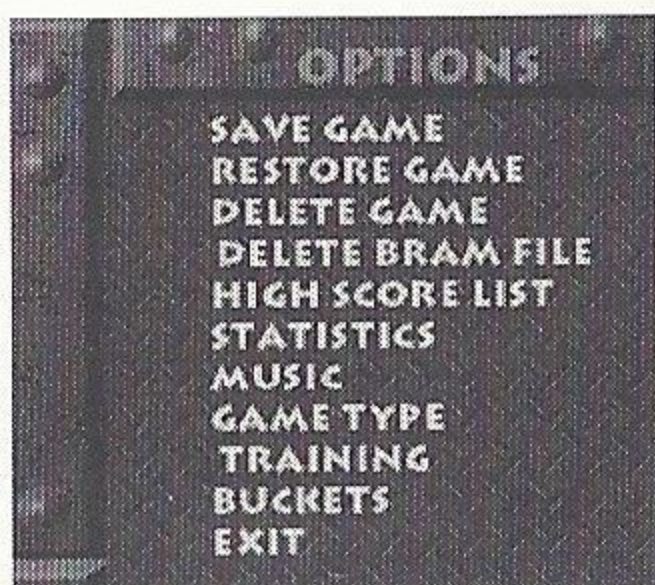 OPTIONS
SAVE GAME
RESTORE GAME
DELETE GAME
DELETE BRAM FILE
HIGH SCORE LIST
STATISTICS
MUSIC
GAME TYPE
TRAINING
BUCKETS
EXIT